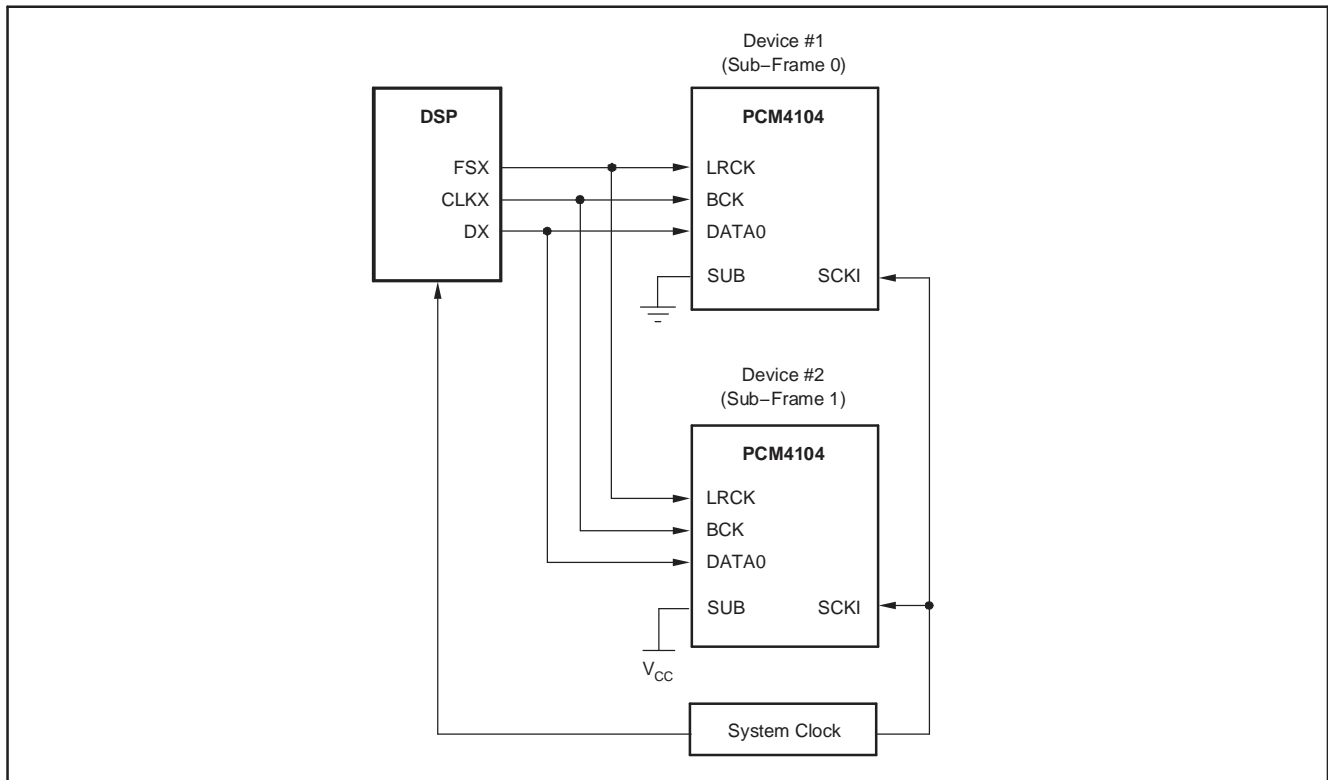 Device #1
(Sub−Frame 0)
DSP
FSX
CLKX
DX
PCM4104
LRCK
BCK
DATA0
SUB SCKI
Device #2
(Sub−Frame 1)
PCM4104
LRCK
BCK
DATA0
SUB SCKI
VCC
System Clock